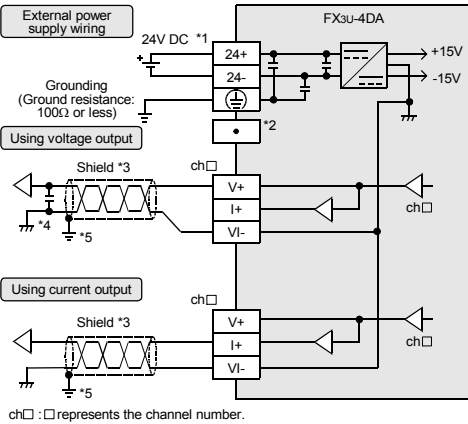 External power
supply wiring
FX3U-4DA
24V DC *1
24+
+15V
24-
-15V
Grounding
(Ground resistance:
100Ω or less)
*2
Using voltage output
ch□
Shield *3
V+
I+
ch□
VI-
*4
*5
Using current output
ch□
Shield *3
V+
I+
ch□
VI-
*5
ch□ : □ represents the channel number.